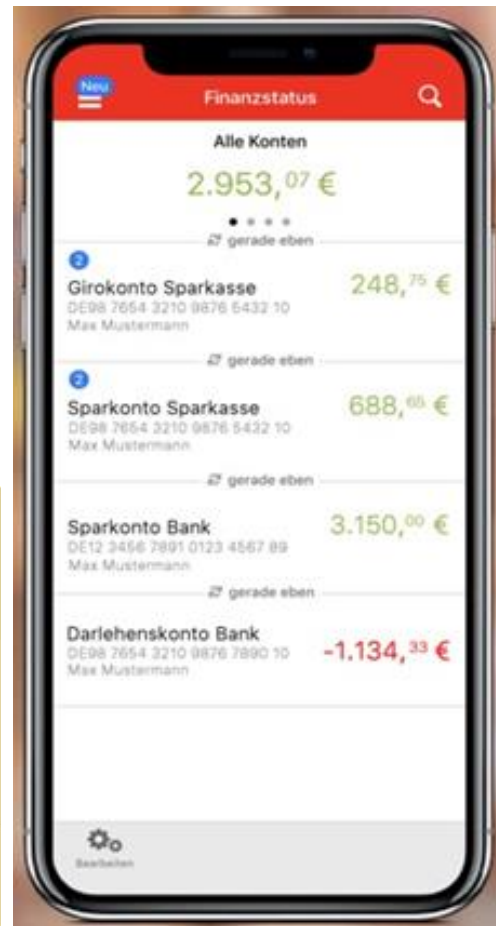 Neu
Finanzstatus
Alle Konten
2.953,07 €
gerade eben
2
Girokonto Sparkasse
248,75 €
DE98 7654 3210 9876 5432 10
Max Mustermann
gerade eben
2
Sparkonto Sparkasse
688,65 €
DE98 7654 3210 9876 5432 10
Max Mustermann
gerade eben
Sparkonto Bank
3.150,00 €
DE12 3456 7891 0123 4567 89
Max Mustermann
gerade eben
Darlehenskonto Bank
-1.134,33 €
DE98 7654 3210 9876 7890 10
Max Mustermann
Bearbeiten